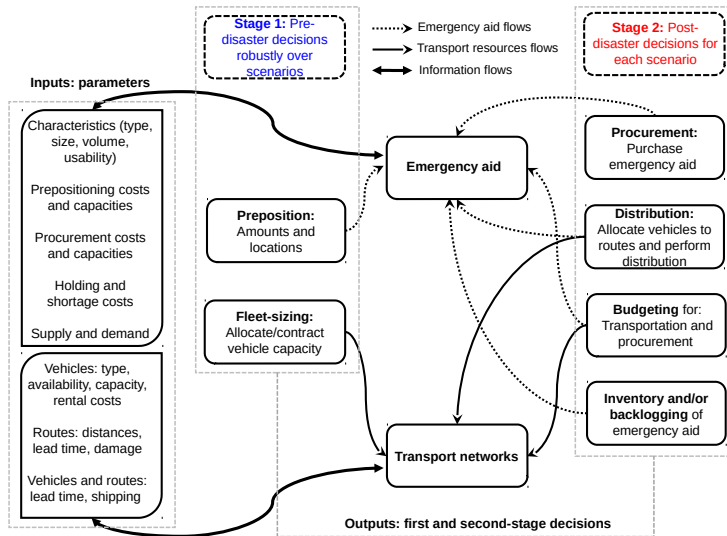 Stage 1: Pre-
disaster decisions
robustly over
scenarios
Emergency aid flows
Transport resources flows
Information flows
Stage 2: Post-
disaster decisions for
each scenario
Inputs: parameters
Characteristics (type,
size, volume,
usability)
Prepositioning costs
and capacities
Procurement costs
and capacities
Holding and
shortage costs
Supply and demand
Vehicles: type,
availability, capacity,
rental costs
Routes: distances,
lead time, damage
Vehicles and routes:
lead time, shipping
Preposition:
Amounts and
locations
Fleet-sizing:
Allocate/contract
vehicle capacity
Emergency aid
Transport networks
Procurement:
Purchase
emergency aid
Distribution:
Allocate vehicles to
routes and perform
distribution
Budgeting for:
Transportation and
procurement
Inventory and/or
backlogging of
emergency aid
Outputs: first and second-stage decisions